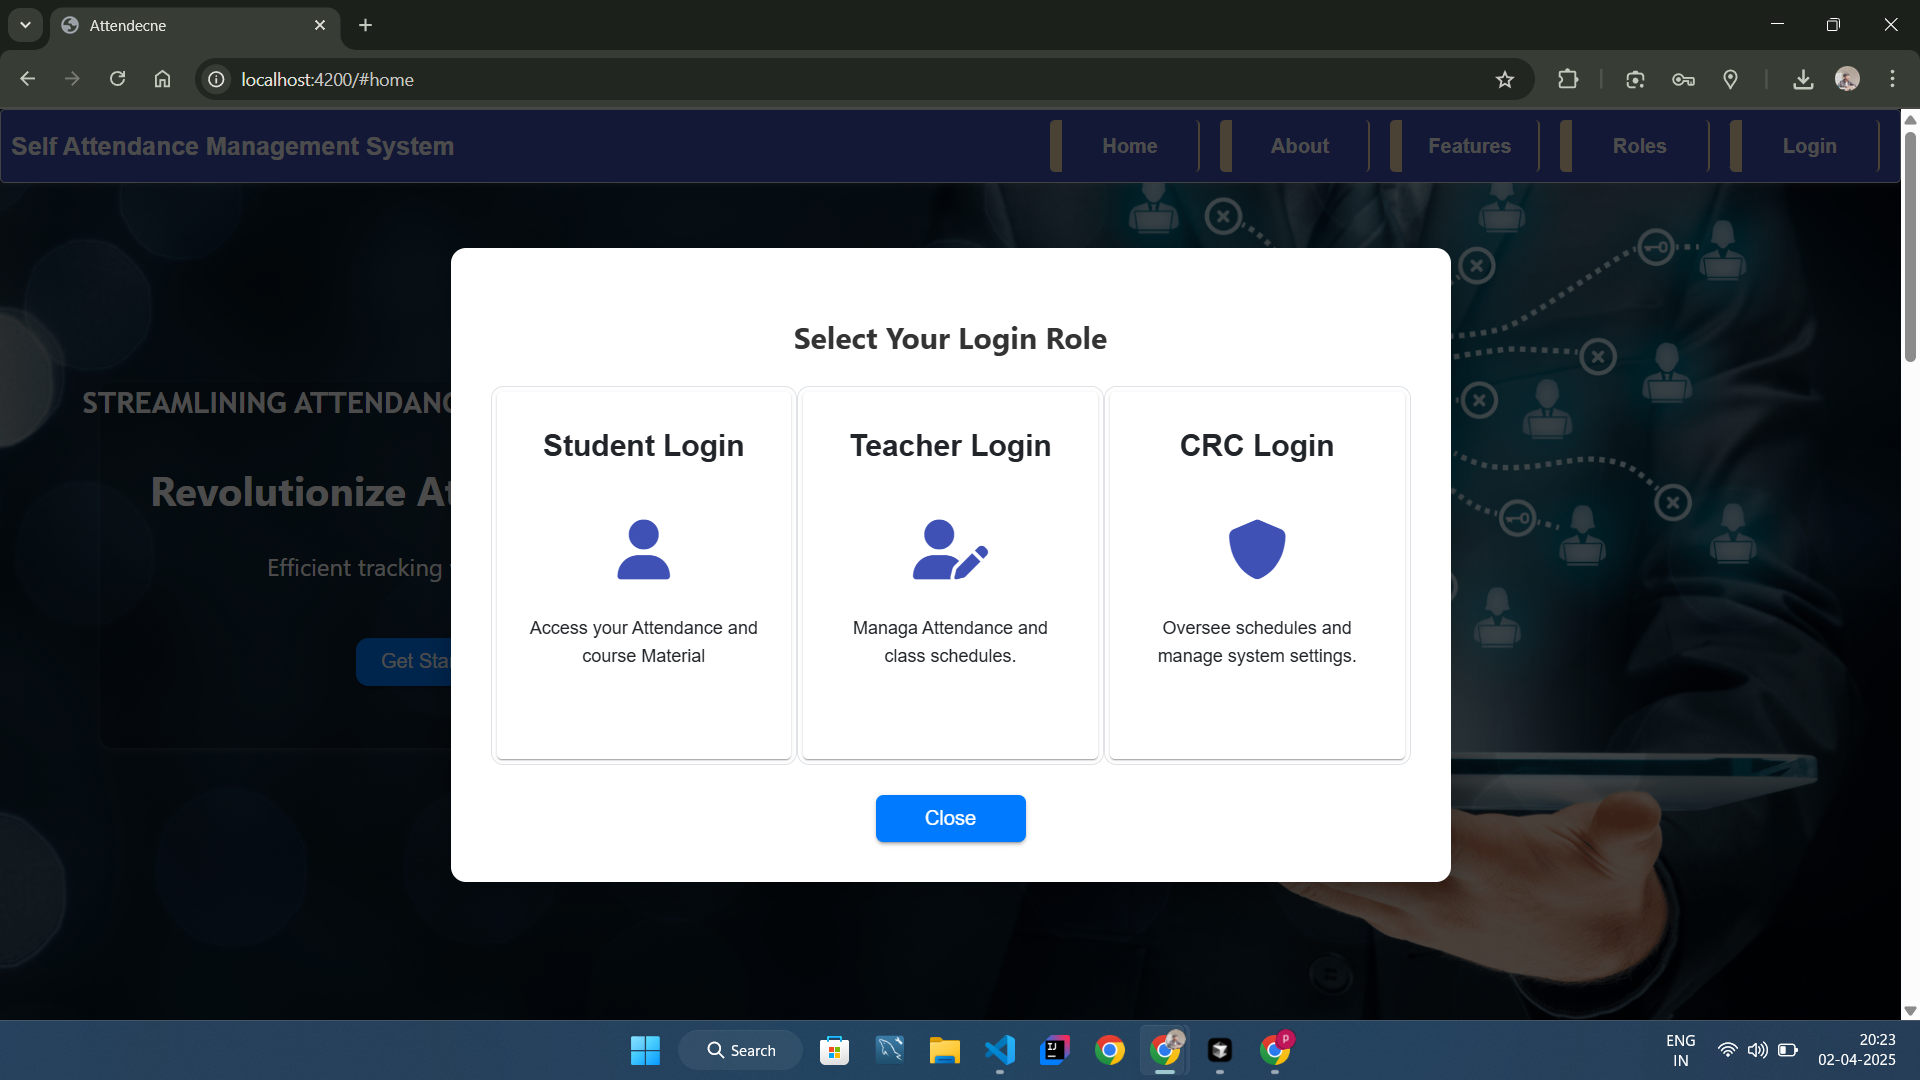 Attendecne
localhost:4200/#home
Self Attendance Management System
Home
About
Features
Roles
Login
STREAMLINING ATTENDANC
Revolutionize At
Efficient tracking
Get Star
Select Your Login Role
Student Login
Access your Attendance and
course Material
Teacher Login
Managa Attendance and
class schedules.
CRC Login
Oversee schedules and
manage system settings.
Close
Search
IJ
P
ENG
IN
20:23
02-04-2025